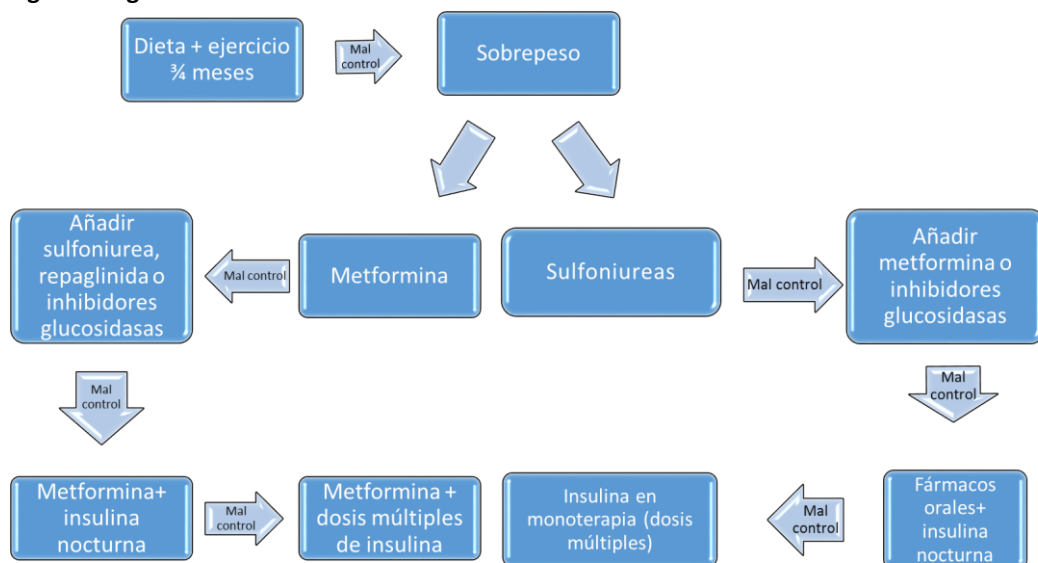 Dieta + ejercicio
¾ meses
Mal
control
Sobrepeso
Añadir
sulfoniurea,
repaglinida o
inhibidores
glucosidasas
Mal control
Metformina
Sulfoniureas
Mal control
Añadir
metformina o
inhibidores
glucosidasas
Mal
control
Mal
control
Metformina+
insulina
nocturna
Mal
control
Metformina +
dosis múltiples
de insulina
Insulina en
monoterapia (dosis
múltiples)
Mal
control
Fármacos
orales+
insulina
nocturna